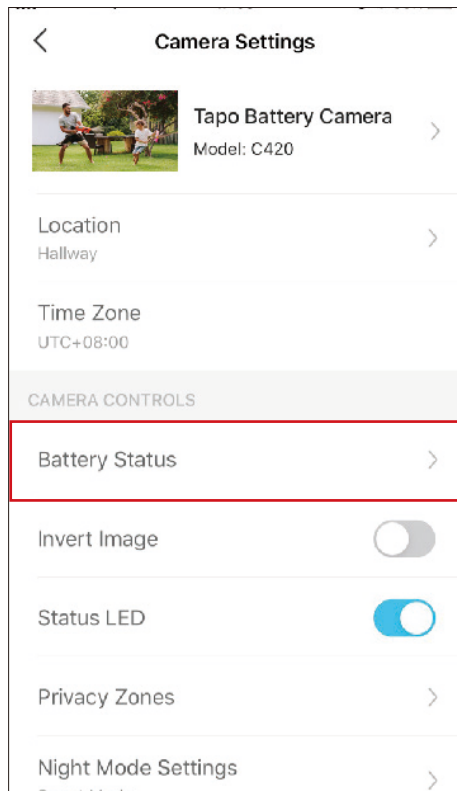 Camera Settings
Tapo Battery Camera
Model: C420
Location
Hallway
Time Zone
UTC+08:00
CAMERA CONTROLS
Battery Status
Invert Image
Status LED
Privacy Zones
Night Mode Settings